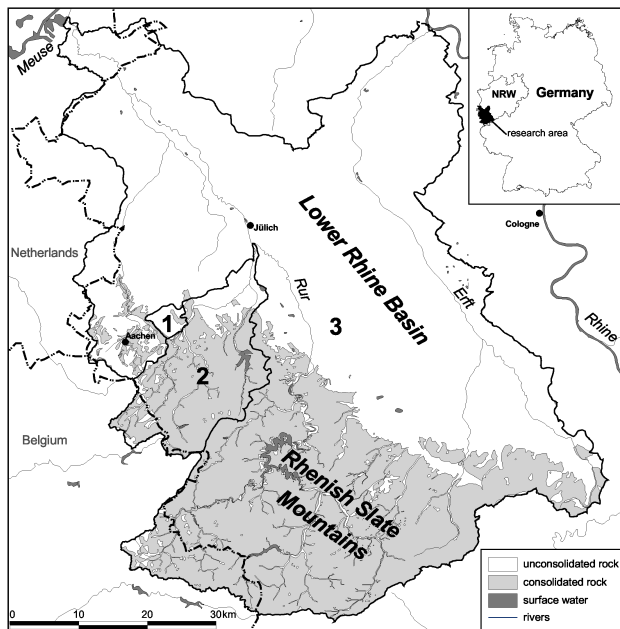 Meuse
NRW
Germany
research area
Cologne
Jülich
Netherlands
Lower Rhine Basin
Rur
Erft
Rhine
1
3
Aachen
2
Belgium
Rhenish Slate
Mountains
unconsolidated rock
consolidated rock
surface water
rivers
0 10 20 30km